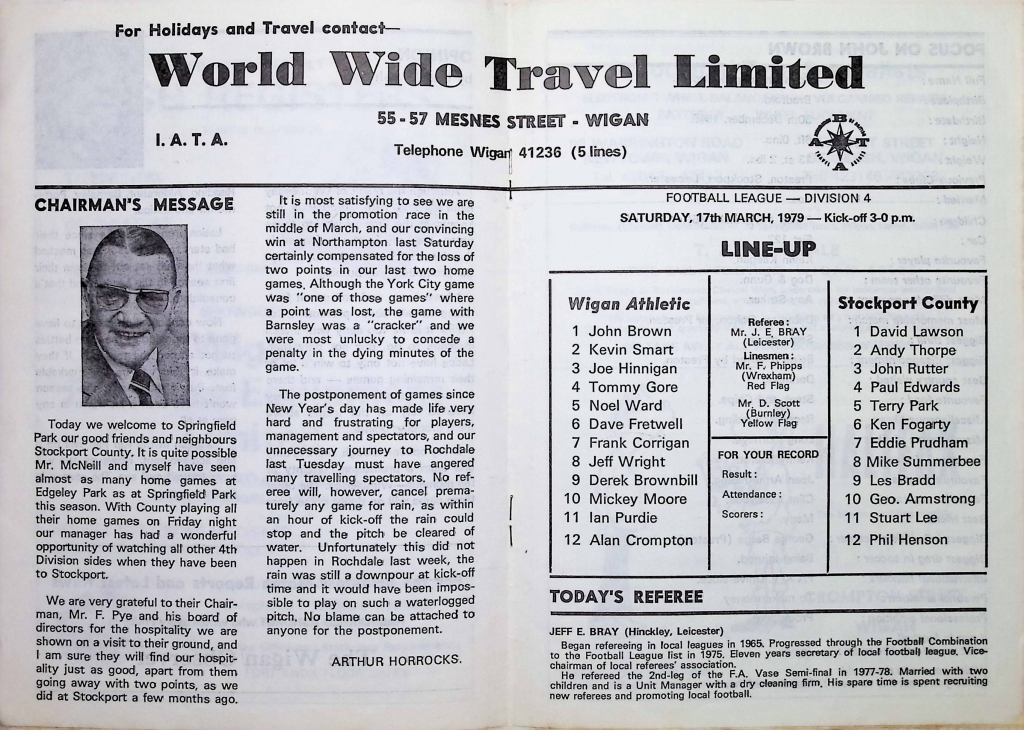 For Holidays and Travel contact—
World Wide Travel Limited
55-57 MESNES STREET - WIGAN
I. A. T. A.
Telephone Wigan 41236 (5 lines)
A B T A
CHAIRMAN'S MESSAGE
Today we welcome to Springfield
Park our good friends and neighbours
Stockport County. It is quite possible
Mr. McNeill and myself have seen
almost as many home games at
Edgeley Park as at Springfield Park
this season. With County playing all
their home games on Friday night
our manager has had a wonderful
opportunity of watching all other 4th
Division sides when they have been
to Stockport.
We are very grateful to their Chair-
man, Mr. F. Pye and his board of
directors for the hospitality we are
shown on a visit to their ground, and
I am sure they will find our hospit-
ality just as good, apart from them
going away with two points, as we
did at Stockport a few months ago.
It is most satisfying to see we are
still in the promotion race in the
middle of March, and our convincing
win at Northampton last Saturday
certainly compensated for the loss of
two points in our last two home
games. Although the York City game
was "one of those games" where
a point was lost, the game with
Barnsley was a "cracker" and we
were most unlucky to concede a
penalty in the dying minutes of the
game.
The postponement of games since
New Year's day has made life very
hard and frustrating for players,
management and spectators, and our
unnecessary journey to Rochdale
last Tuesday must have angered
many travelling spectators. No ref-
eree will, however, cancel prema-
turely any game for rain, as within
an hour of kick-off the rain could
stop and the pitch be cleared of
water. Unfortunately this did not
happen in Rochdale last week, the
rain was still a downpour at kick-off
time and it would have been impos-
sible to play on such a waterlogged
pitch. No blame can be attached to
anyone for the postponement.
ARTHUR HORROCKS.
FOOTBALL LEAGUE — DIVISION 4
SATURDAY, 17th MARCH, 1979 — Kick-off 3-0 p.m.
LINE-UP
Wigan Athletic
1 John Brown
2 Kevin Smart
3 Joe Hinnigan
4 Tommy Gore
5 Noel Ward
6 Dave Fretwell
7 Frank Corrigan
8 Jeff Wright
9 Derek Brownbill
10 Mickey Moore
11 Ian Purdie
12 Alan Crompton
Referee:
Mr. J. E. BRAY
(Leicester)
Linesmen:
Mr. F. Phipps
(Wrexham)
Red Flag
Mr. D. Scott
(Burnley)
Yellow Flag
FOR YOUR RECORD
Result:
Attendance:
Scorers:
Stockport County
1 David Lawson
2 Andy Thorpe
3 John Rutter
4 Paul Edwards
5 Terry Park
6 Ken Fogarty
7 Eddie Prudham
8 Mike Summerbee
9 Les Bradd
10 Geo. Armstrong
11 Stuart Lee
12 Phil Henson
TODAY'S REFEREE
JEFF E. BRAY (Hinckley, Leicester)
Began refereeing in local leagues in 1965. Progressed through the Football Combination
to the Football League list in 1975. Eleven years secretary of local football league. Vice-
chairman of local referees' association.
He refereed the 2nd-leg of the F.A. Vase Semi-final in 1977-78. Married with two
children and is a Unit Manager with a dry cleaning firm. His spare time is spent recruiting
new referees and promoting local football.